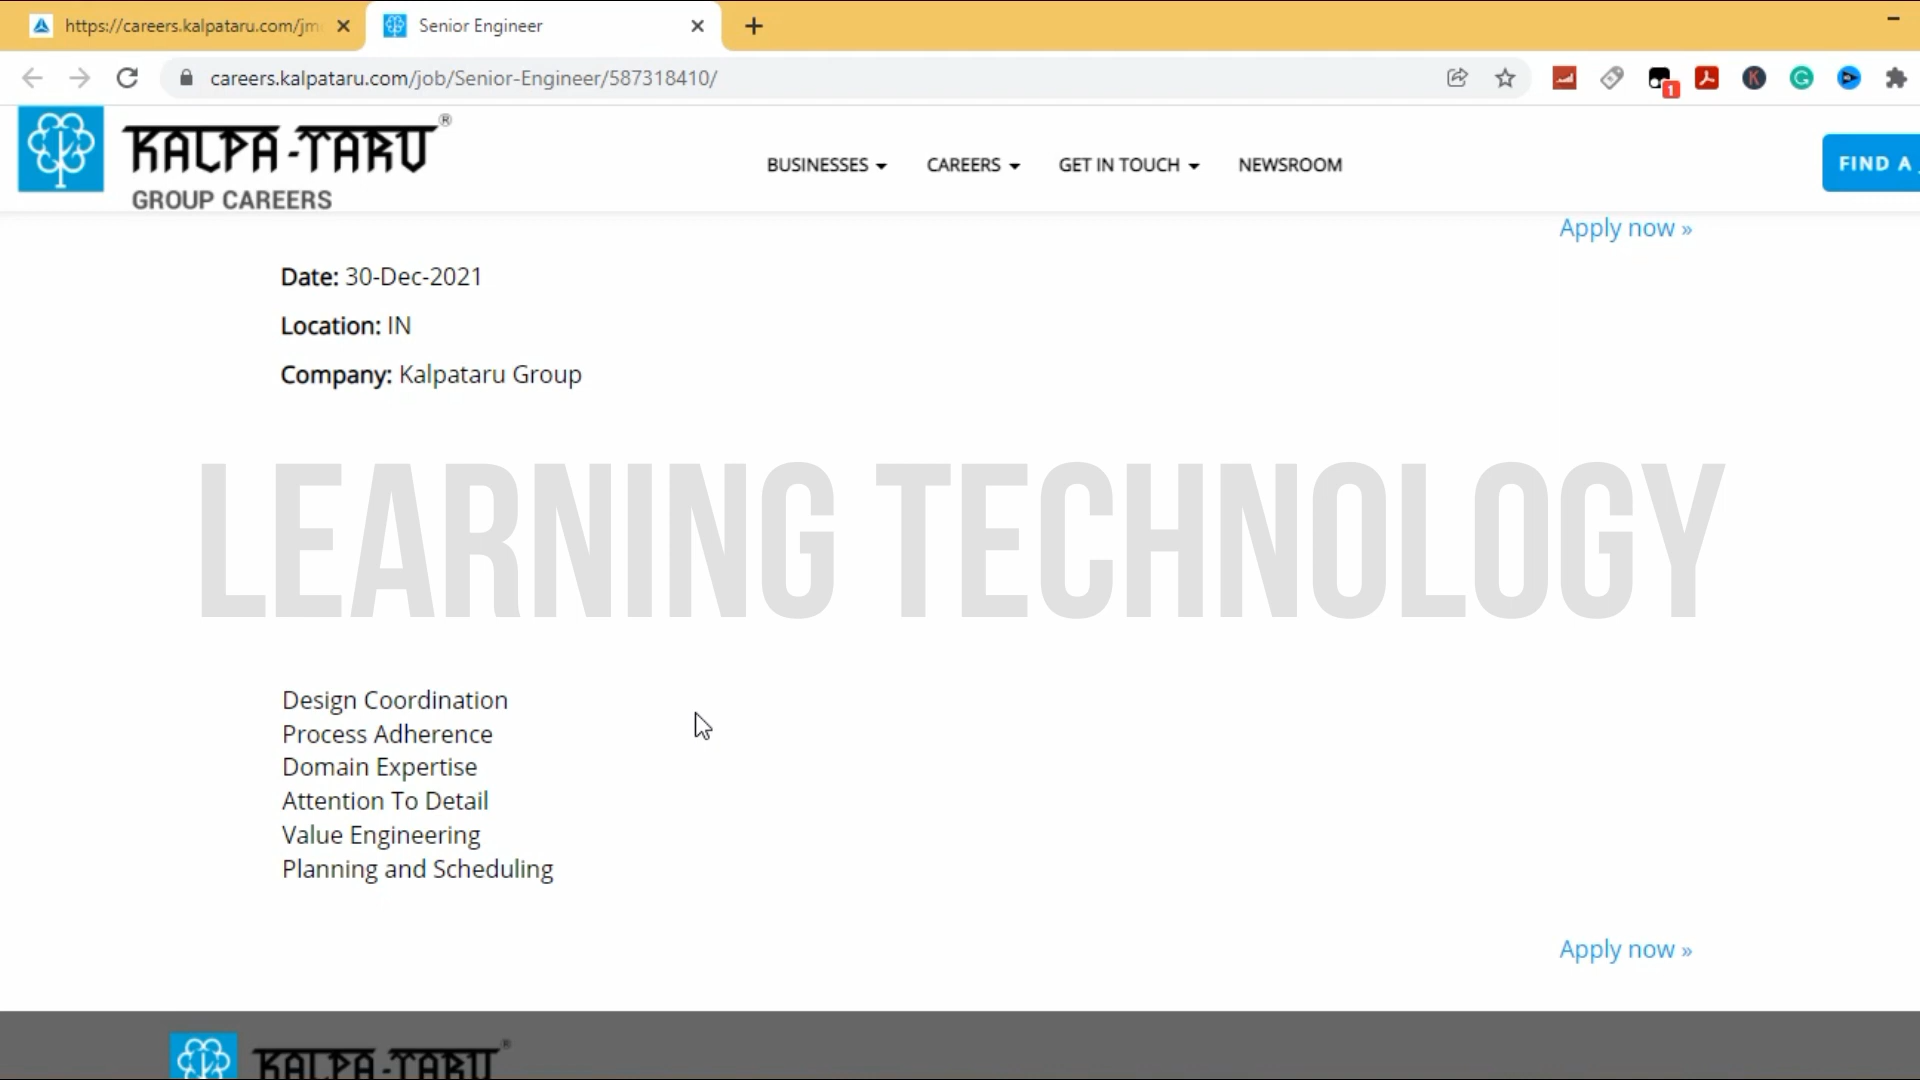 https://careers.kalpataru.com/jm
Senior Engineer
careers.kalpataru.com/job/Senior-Engineer/587318410/
1
K
G
KALPA-TARU®
GROUP CAREERS
BUSINESSES
CAREERS
GET IN TOUCH
NEWSROOM
FIND A
Apply now »
Date: 30-Dec-2021
Location: IN
Company: Kalpataru Group
LEARNING TECHNOLOGY
Design Coordination
Process Adherence
Domain Expertise
Attention To Detail
Value Engineering
Planning and Scheduling
Apply now »
KALPA-TARU®